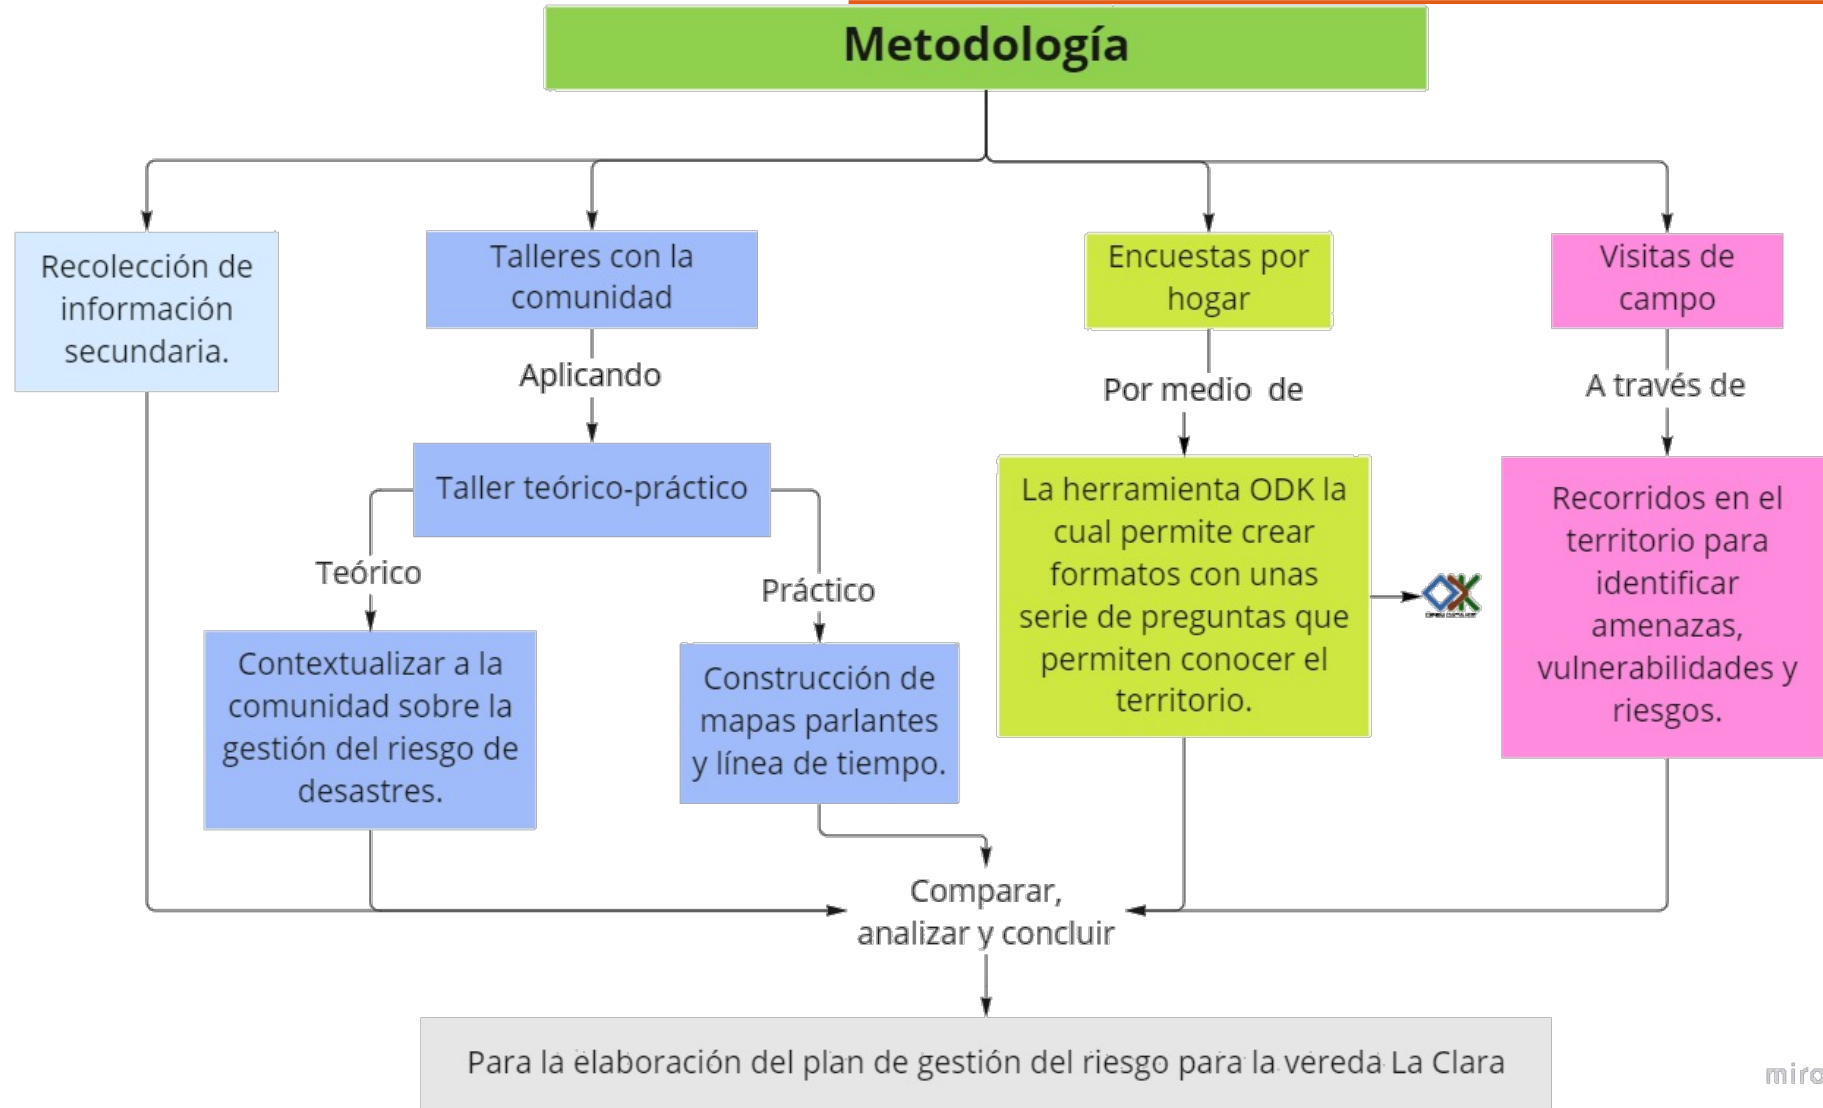 Metodología
Recolección de
información
secundaria.
Talleres con la
comunidad
Aplicando
Taller teórico-práctico
Teórico
Contextualizar a la
comunidad sobre la
gestión del riesgo de
desastres.
Práctico
Construcción de
mapas parlantes
y línea de tiempo.
Encuestas por
hogar
Por medio de
La herramienta ODK la
cual permite crear
formatos con unas
serie de preguntas que
permiten conocer el
territorio.
Visitas de
campo
A través de
Recorridos en el
territorio para
identificar
amenazas,
vulnerabilidades y
riesgos.
Comparar,
analizar y concluir
Para la elaboración del plan de gestión del riesgo para la vereda La Clara
miro